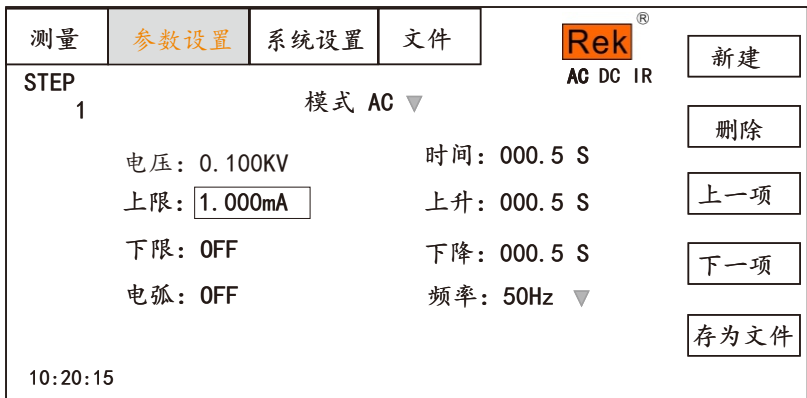 测量 参数设置 系统设置 文件
Rek ®
AC DC IR
STEP
1
模式 AC ▼
电压: 0.100KV 时间: 000.5 S
上限: 1.000mA 上升: 000.5 S
下限: OFF 下降: 000.5 S
电弧: OFF 频率: 50Hz ▼
新建
删除
上一项
下一项
存为文件
10:20:15